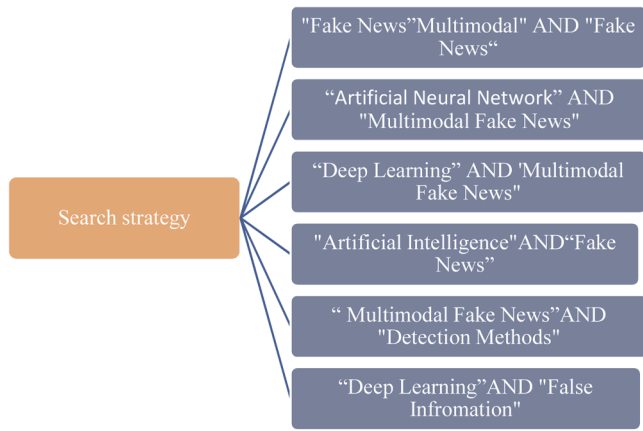 "Fake News”Multimodal" AND "Fake
News“
“Artificial Neural Network” AND
"Multimodal Fake News"
“Deep Learning” AND 'Multimodal
Fake News"
Search strategy
"Artificial Intelligence"AND“Fake
News”
“ Multimodal Fake News”AND
"Detection Methods"
“Deep Learning”AND "False
Infromation"